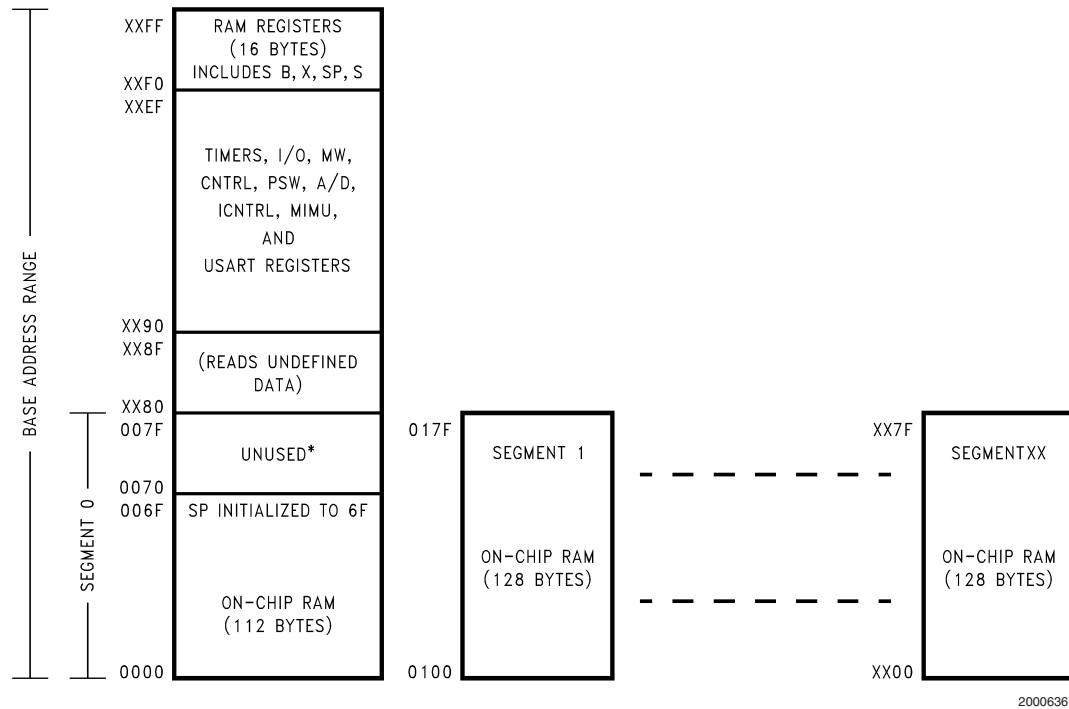 XXFF
RAM REGISTERS
(16 BYTES)
INCLUDES B, X, SP, S
XXF0
XXEF
TIMERS, I/O, MW,
CNTRL, PSW, A/D,
ICNTRL, MIMU,
AND
USART REGISTERS
XX90
XX8F
(READS UNDEFINED
DATA)
XX80
007F
UNUSED*
0070
006F
SP INITIALIZED TO 6F
ON-CHIP RAM
(112 BYTES)
0000
BASE ADDRESS RANGE
SEGMENT 0
017F
SEGMENT 1
ON-CHIP RAM
(128 BYTES)
0100
XX7F
SEGMENT XX
ON-CHIP RAM
(128 BYTES)
XX00
2000636